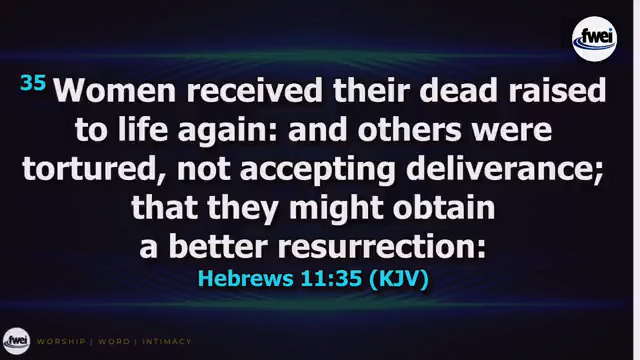 fwei
35 Women received their dead raised
to life again: and others were
tortured, not accepting deliverance;
that they might obtain
a better resurrection:
Hebrews 11:35 (KJV)
fwei WORSHIP | WORD | INTIMACY